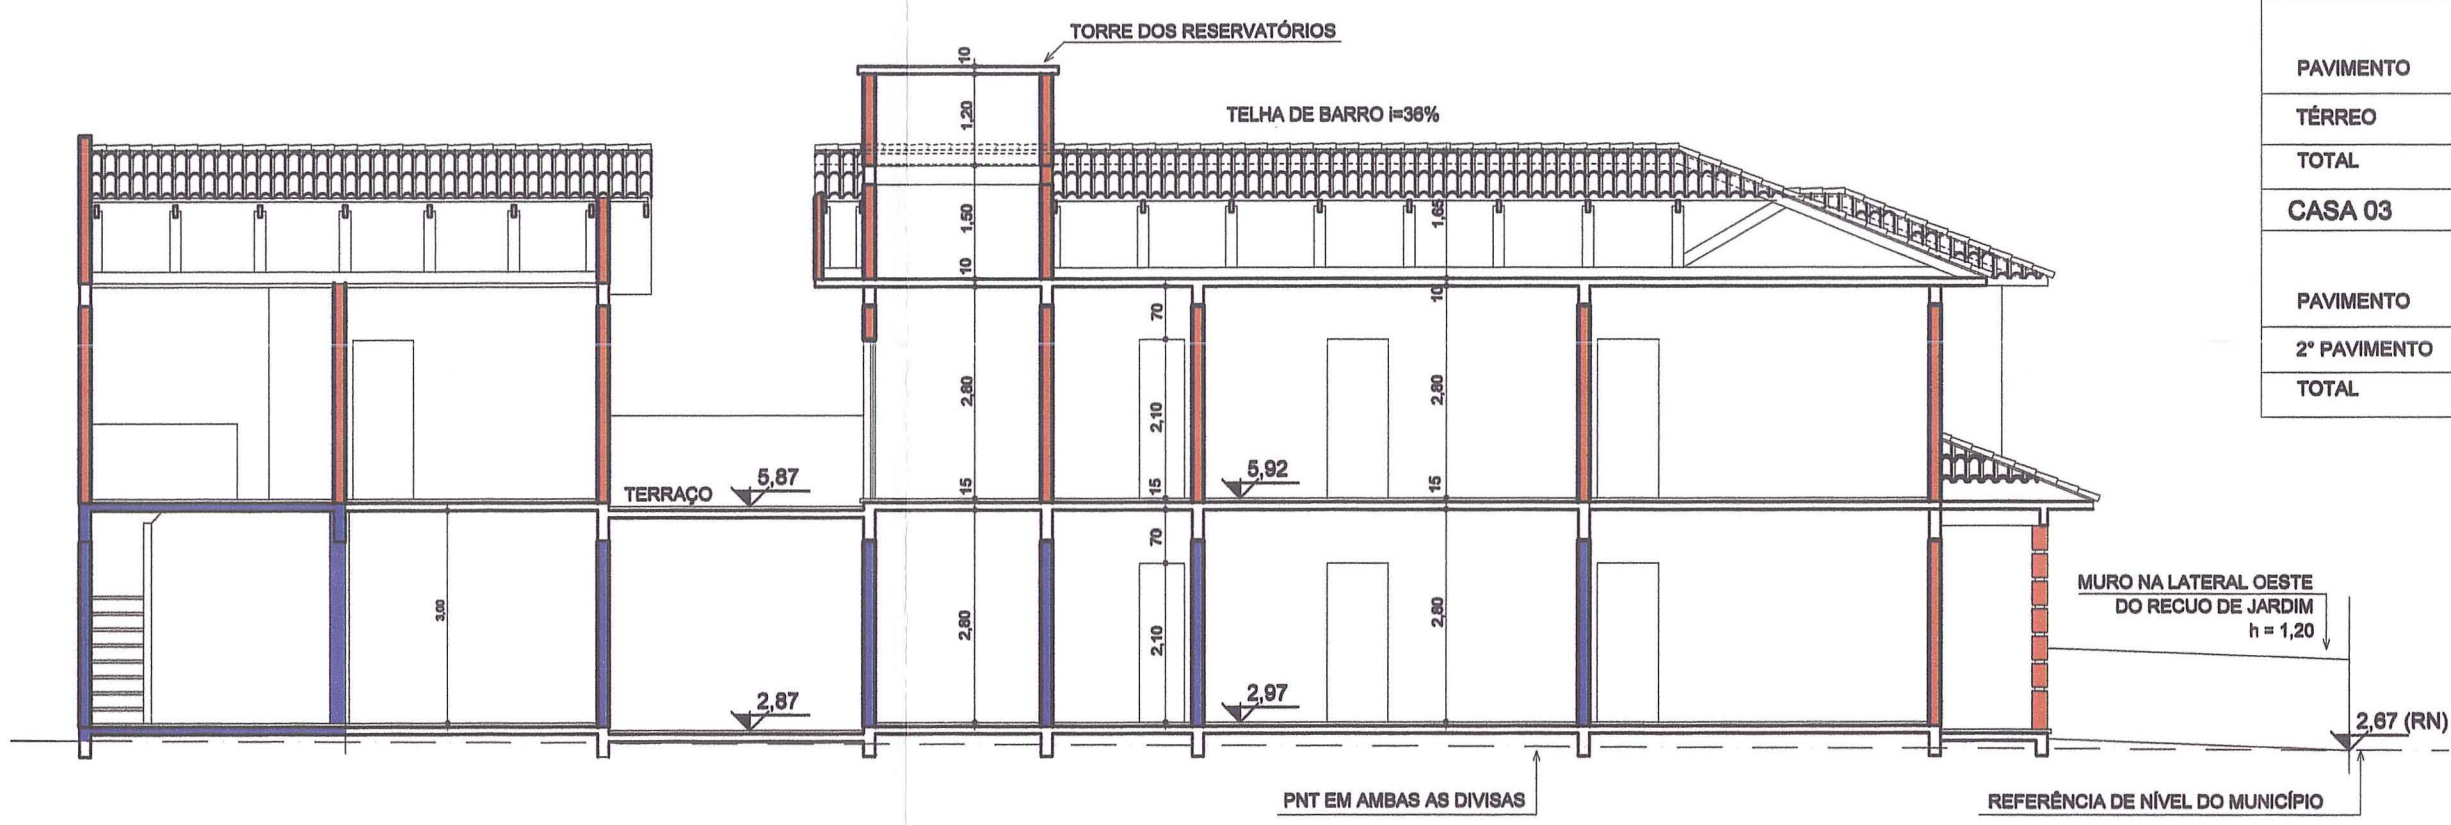 TORRE DOS RESERVATÓRIOS
10
1,20
TELHA DE BARRO i=36%
1,50
1,65
10
10
70
2,80
2,10
2,80
5,87
5,92
TERRAÇO
15
15
15
70
3,00
2,80
2,10
2,80
2,87
2,97
MURO NA LATERAL OESTE
DO RECUO DE JARDIM
h = 1,20
2,67 (RN)
PNT EM AMBAS AS DIVISAS
REFERÊNCIA DE NÍVEL DO MUNICÍPIO
PAVIMENTO
TÉRREO
TOTAL
CASA 03
PAVIMENTO
2° PAVIMENTO
TOTAL